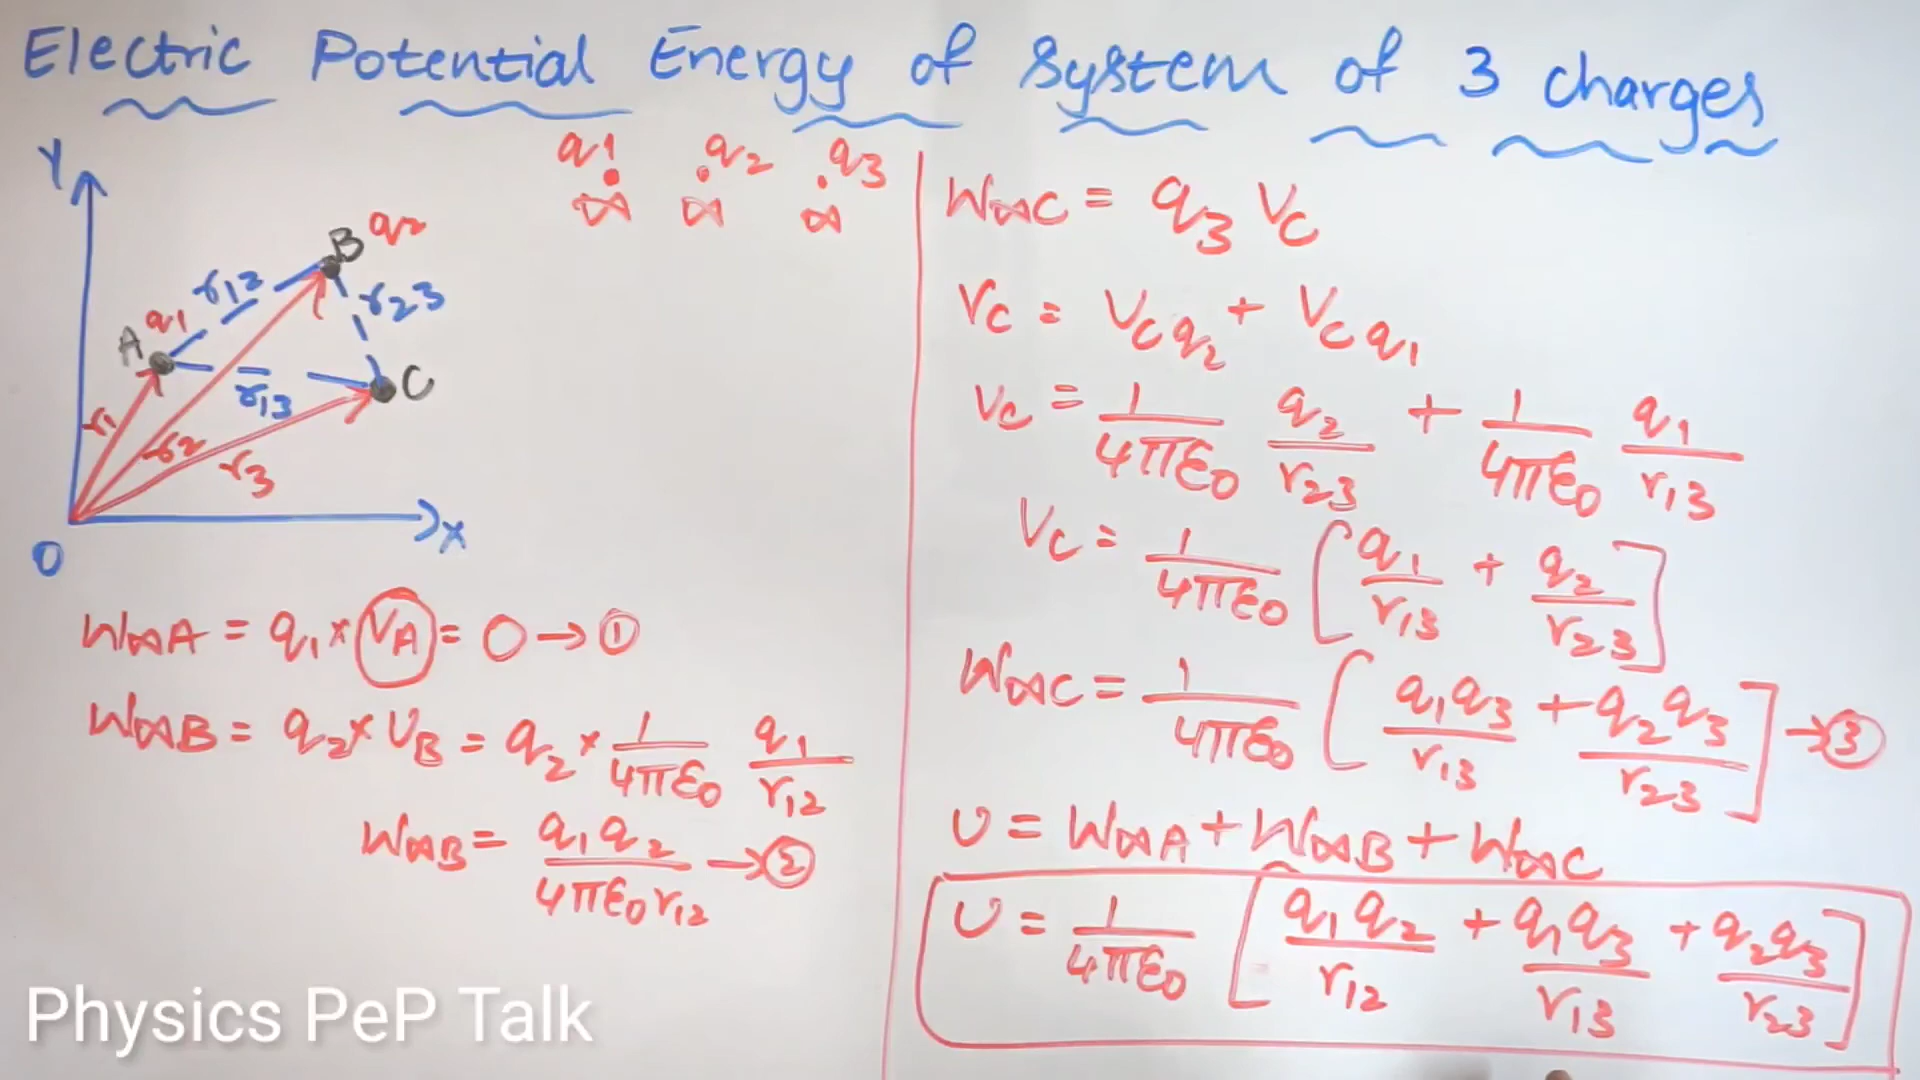 Electric Potential Energy of system of 3 charges
q1 q2 q3
∞ ∞ ∞
Y
B q2
r12
r23
A q1
r13
C
r1
r2
r3
X
O
W∞A = q1 × VA = 0 → ①
W∞B = q2 × VB = q2 × 1/4πε0 q1/r12
W∞B = q1q2/4πε0r12 → ②
W∞C = q3 VC
VC = VCq2 + VCq1
VC = 1/4πε0 q2/r23 + 1/4πε0 q1/r13
VC = 1/4πε0 [q1/r13 + q2/r23]
W∞C = 1/4πε0 [q1q3/r13 + q2q3/r23] → ③
U = W∞A + W∞B + W∞C
U = 1/4πε0 [q1q2/r12 + q1q3/r13 + q2q3/r23]
Physics PeP Talk